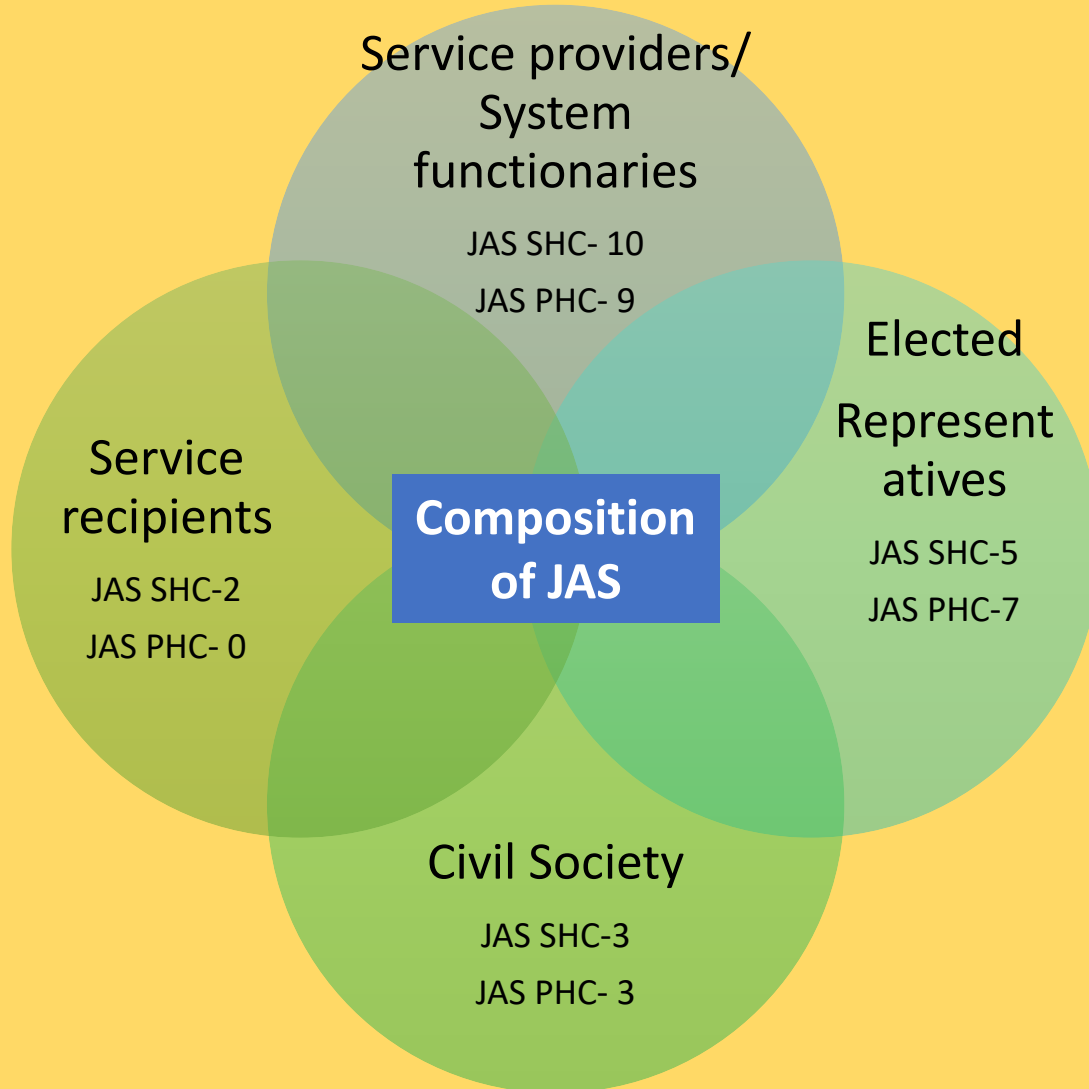 Service providers/
System
functionaries
JAS SHC- 10
JAS PHC- 9
Elected
Represent
atives
JAS SHC-5
JAS PHC-7
Service
recipients
JAS SHC-2
JAS PHC- 0
Composition
of JAS
Civil Society
JAS SHC-3
JAS PHC- 3